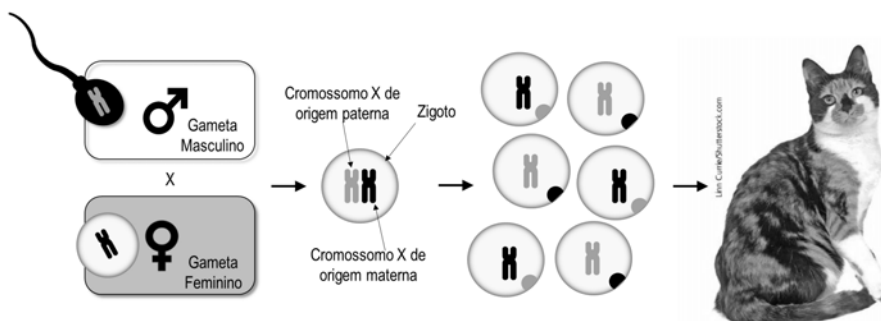 Gameta
Masculino
X
Gameta
Feminino
Cromossomo X de
origem paterna
Zigoto
Cromossomo X de
origem materna
Linn Currie/Shutterstock.com